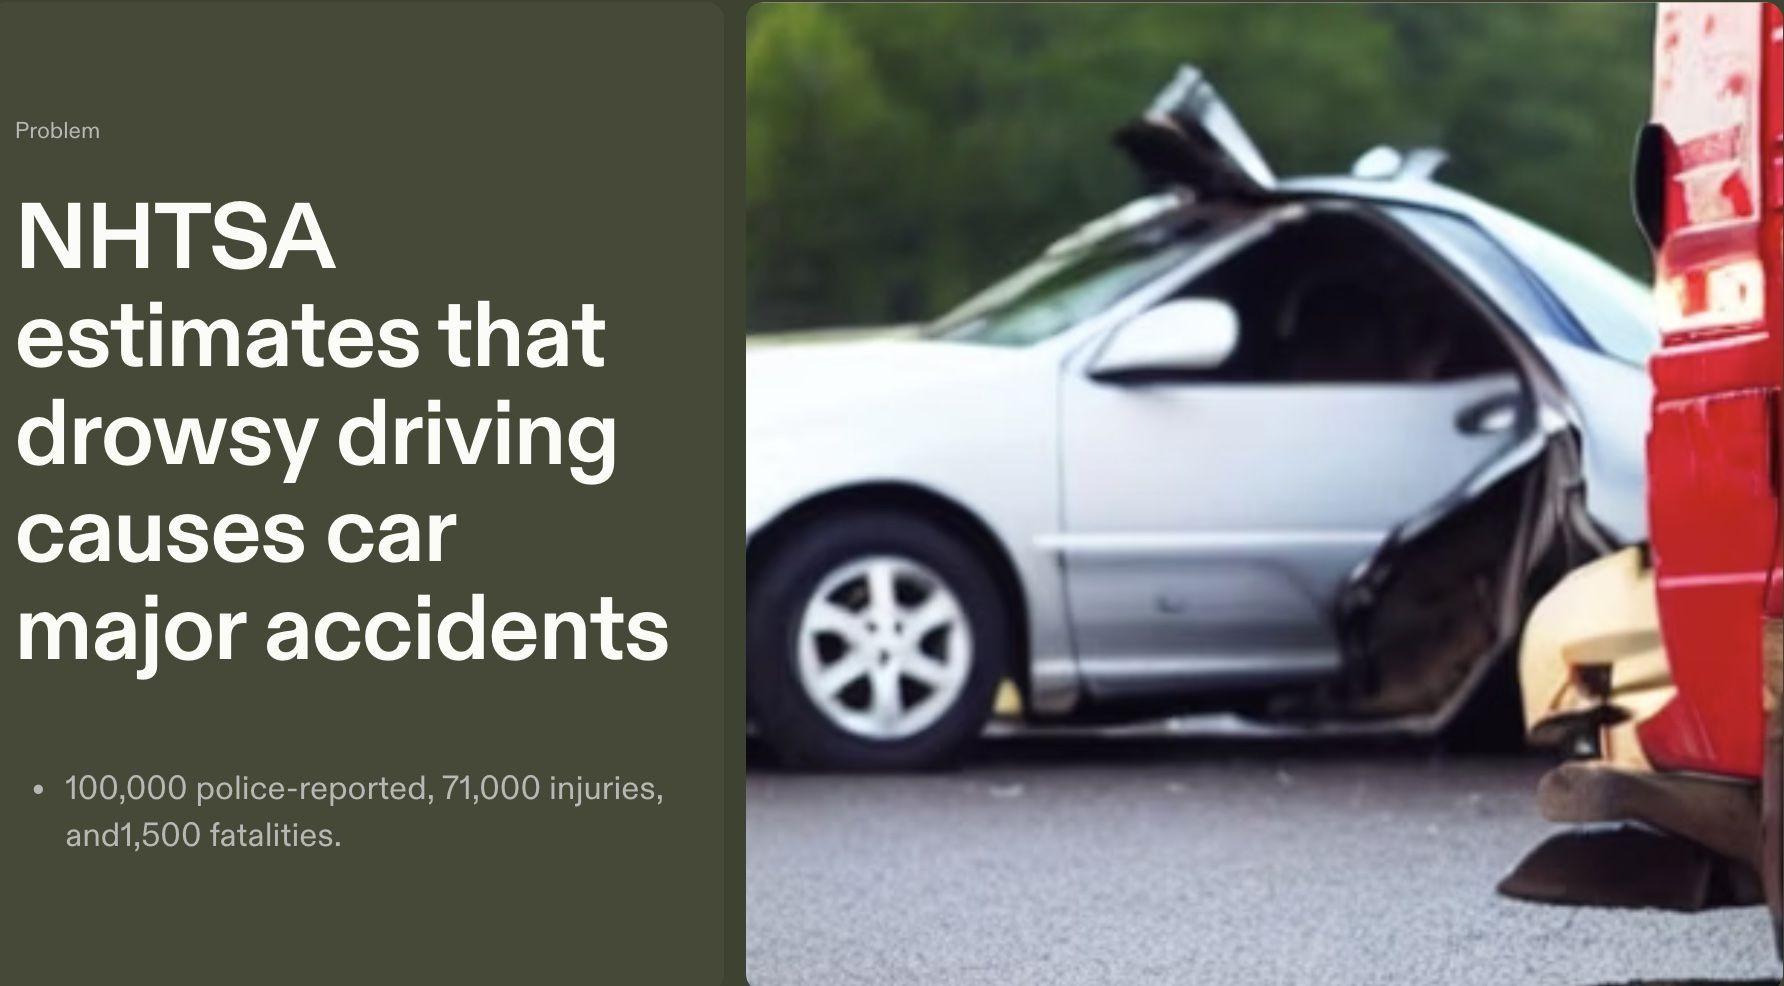 Problem
NHTSA
estimates that
drowsy driving
causes car
major accidents
• 100,000 police-reported, 71,000 injuries,
and1,500 fatalities.